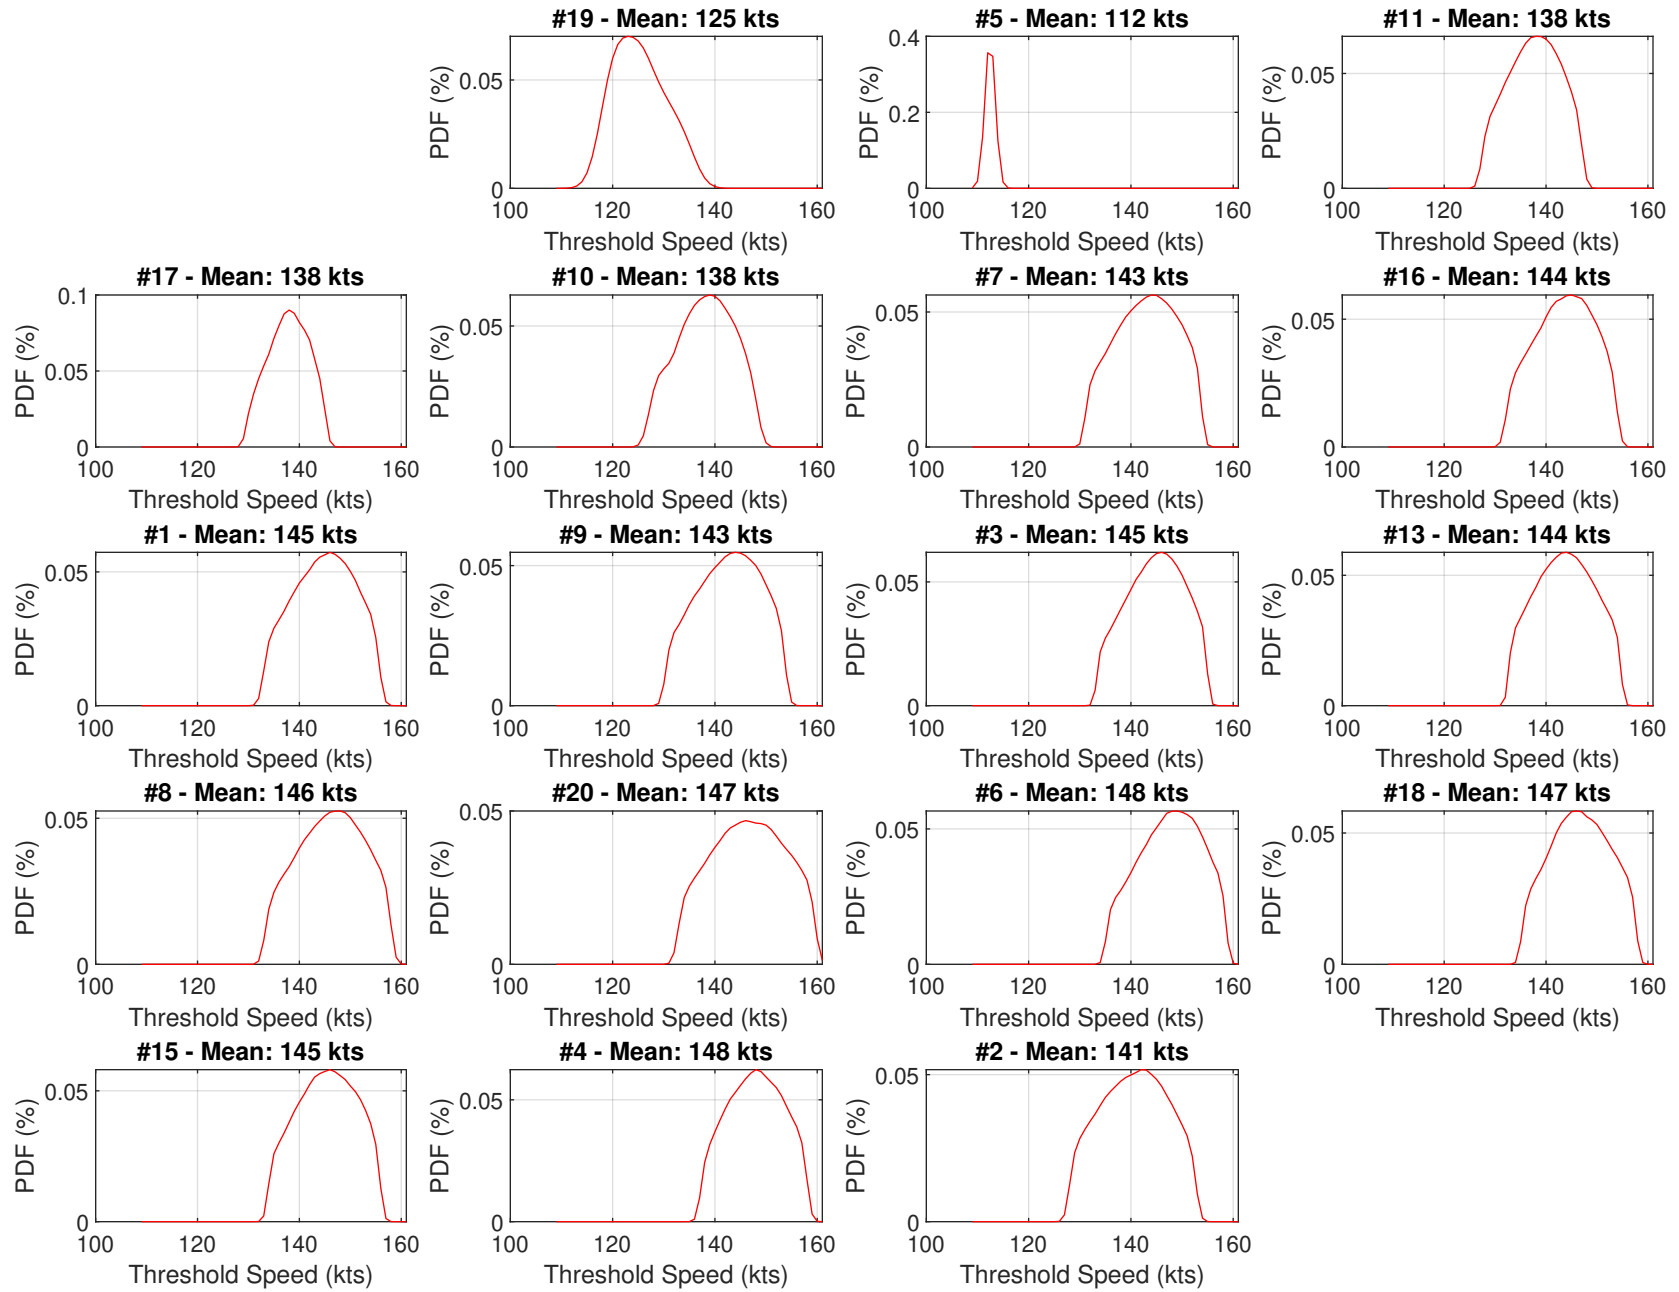 #19 - Mean: 125 kts
PDF (%)
0.05
0
100 120 140 160
Threshold Speed (kts)
#5 - Mean: 112 kts
PDF (%)
0.4
0.2
0
100 120 140 160
Threshold Speed (kts)
#11 - Mean: 138 kts
PDF (%)
0.05
0
100 120 140 160
Threshold Speed (kts)
#17 - Mean: 138 kts
PDF (%)
0.1
0.05
0
100 120 140 160
Threshold Speed (kts)
#10 - Mean: 138 kts
PDF (%)
0.05
0
100 120 140 160
Threshold Speed (kts)
#7 - Mean: 143 kts
PDF (%)
0.05
0
100 120 140 160
Threshold Speed (kts)
#16 - Mean: 144 kts
PDF (%)
0.05
0
100 120 140 160
Threshold Speed (kts)
#1 - Mean: 145 kts
PDF (%)
0.05
0
100 120 140 160
Threshold Speed (kts)
#9 - Mean: 143 kts
PDF (%)
0.05
0
100 120 140 160
Threshold Speed (kts)
#3 - Mean: 145 kts
PDF (%)
0.05
0
100 120 140 160
Threshold Speed (kts)
#13 - Mean: 144 kts
PDF (%)
0.05
0
100 120 140 160
Threshold Speed (kts)
#8 - Mean: 146 kts
PDF (%)
0.05
0
100 120 140 160
Threshold Speed (kts)
#20 - Mean: 147 kts
PDF (%)
0.05
0
100 120 140 160
Threshold Speed (kts)
#6 - Mean: 148 kts
PDF (%)
0.05
0
100 120 140 160
Threshold Speed (kts)
#18 - Mean: 147 kts
PDF (%)
0.05
0
100 120 140 160
Threshold Speed (kts)
#15 - Mean: 145 kts
PDF (%)
0.05
0
100 120 140 160
Threshold Speed (kts)
#4 - Mean: 148 kts
PDF (%)
0.05
0
100 120 140 160
Threshold Speed (kts)
#2 - Mean: 141 kts
PDF (%)
0.05
0
100 120 140 160
Threshold Speed (kts)